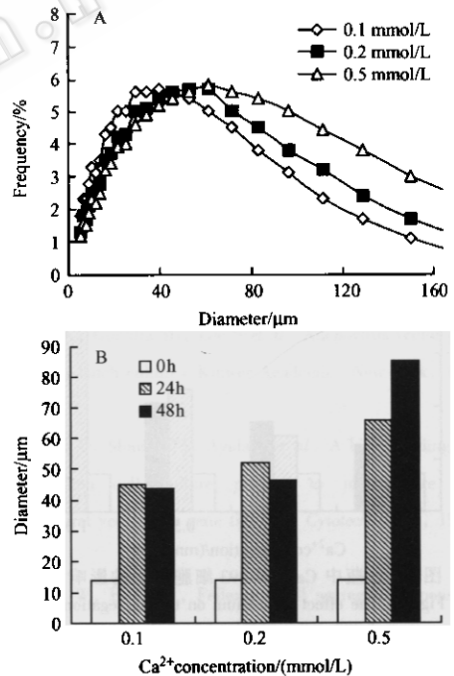 A
0.1 mmol/L
0.2 mmol/L
0.5 mmol/L
Frequency/%
8
7
6
5
4
3
2
1
0
0
40
80
120
160
Diameter/μm
B
0h
24h
48h
Diameter/μm
90
80
70
60
50
40
30
20
10
0
0.1
0.2
0.5
Ca²⁺concentration/(mmol/L)